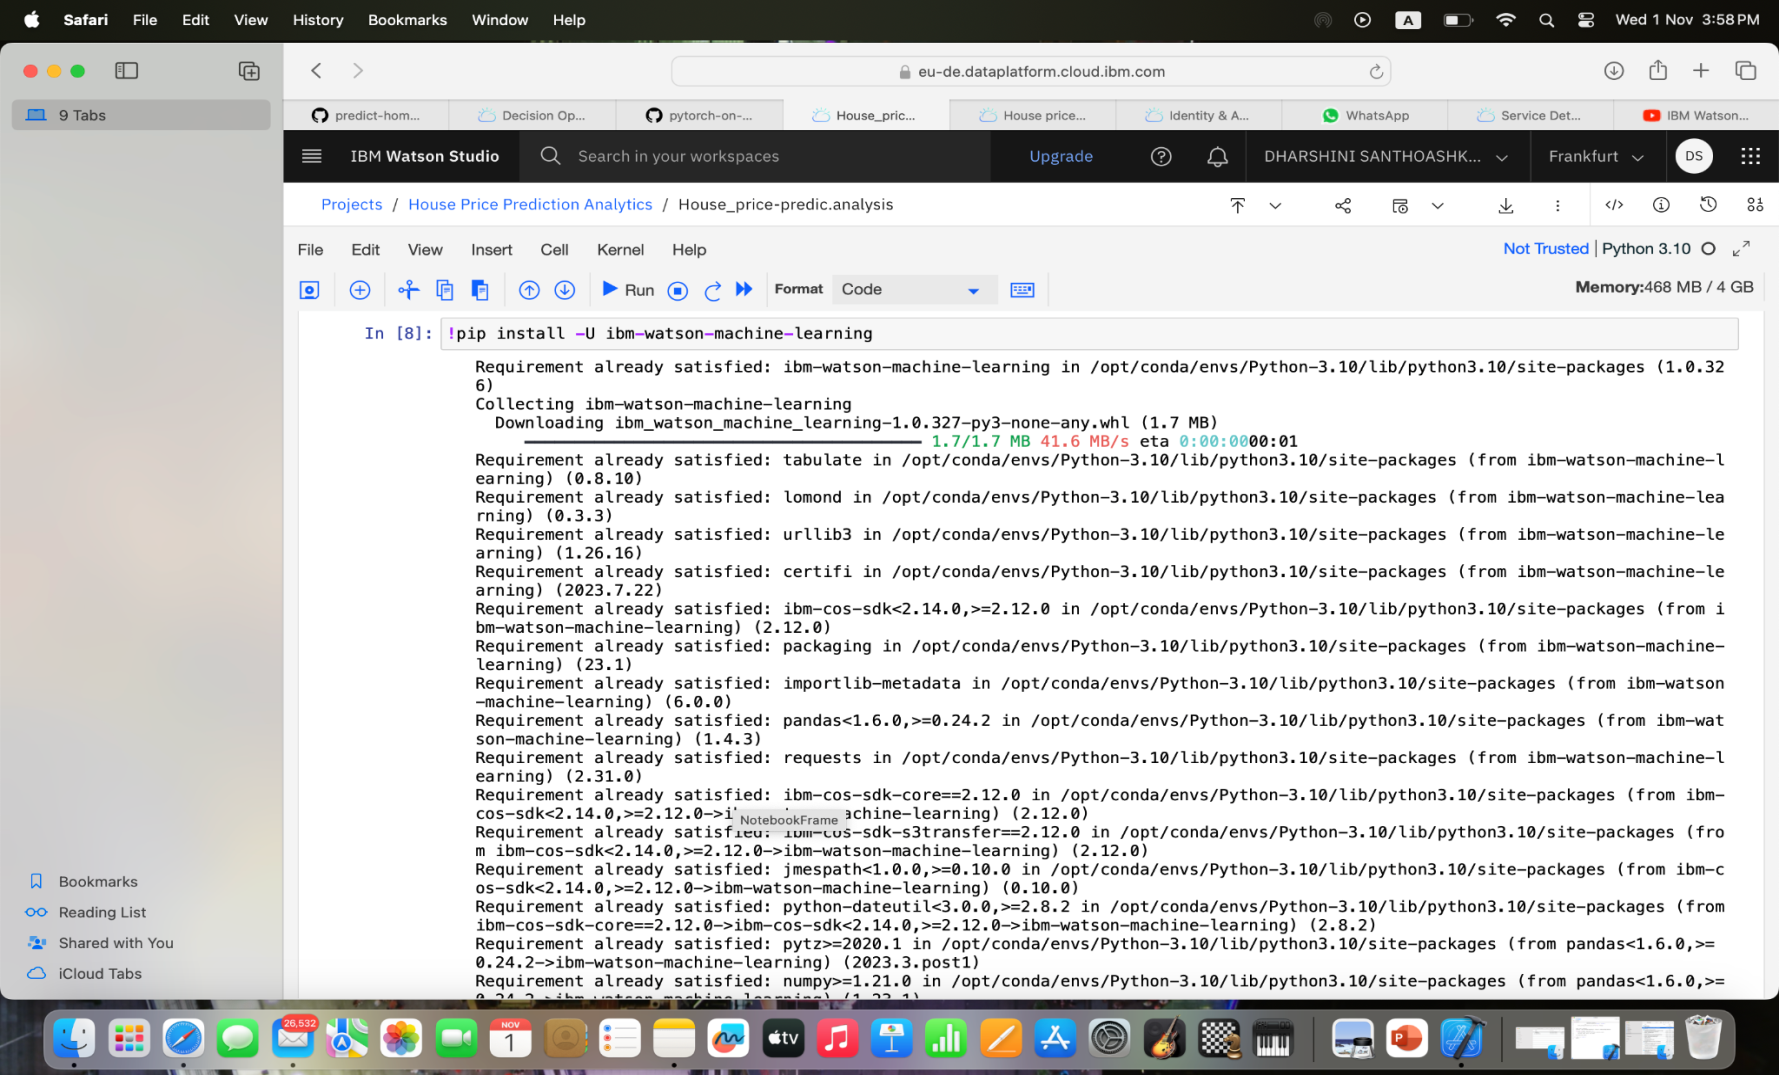 Safari File Edit View History Bookmarks Window Help
A
Wed 1 Nov 3:58 PM
9 Tabs
eu-de.dataplatform.cloud.ibm.com
predict-hom... Decision Op... pytorch-on-... House_pric... House price... Identity & A... WhatsApp Service Det... IBM Watson...
IBM Watson Studio
Search in your workspaces
Upgrade
DHARSHINI SANTHOASHK...
Frankfurt
DS
Projects / House Price Prediction Analytics / House_price-predic.analysis
File Edit View Insert Cell Kernel Help
Not Trusted | Python 3.10
Run
Format Code
Memory:468 MB / 4 GB
In [8]: !pip install -U ibm-watson-machine-learning
Requirement already satisfied: ibm-watson-machine-learning in /opt/conda/envs/Python-3.10/lib/python3.10/site-packages (1.0.32
6)
Collecting ibm-watson-machine-learning
Downloading ibm_watson_machine_learning-1.0.327-py3-none-any.whl (1.7 MB)
1.7/1.7 MB 41.6 MB/s eta 0:00:0000:01
Requirement already satisfied: tabulate in /opt/conda/envs/Python-3.10/lib/python3.10/site-packages (from ibm-watson-machine-l
earning) (0.8.10)
Requirement already satisfied: lomond in /opt/conda/envs/Python-3.10/lib/python3.10/site-packages (from ibm-watson-machine-lea
rning) (0.3.3)
Requirement already satisfied: urllib3 in /opt/conda/envs/Python-3.10/lib/python3.10/site-packages (from ibm-watson-machine-le
arning) (1.26.16)
Requirement already satisfied: certifi in /opt/conda/envs/Python-3.10/lib/python3.10/site-packages (from ibm-watson-machine-le
arning) (2023.7.22)
Requirement already satisfied: ibm-cos-sdk<2.14.0,>=2.12.0 in /opt/conda/envs/Python-3.10/lib/python3.10/site-packages (from i
bm-watson-machine-learning) (2.12.0)
Requirement already satisfied: packaging in /opt/conda/envs/Python-3.10/lib/python3.10/site-packages (from ibm-watson-machine-
learning) (23.1)
Requirement already satisfied: importlib-metadata in /opt/conda/envs/Python-3.10/lib/python3.10/site-packages (from ibm-watson
-machine-learning) (6.0.0)
Requirement already satisfied: pandas<1.6.0,>=0.24.2 in /opt/conda/envs/Python-3.10/lib/python3.10/site-packages (from ibm-wat
son-machine-learning) (1.4.3)
Requirement already satisfied: requests in /opt/conda/envs/Python-3.10/lib/python3.10/site-packages (from ibm-watson-machine-l
earning) (2.31.0)
Requirement already satisfied: ibm-cos-sdk-core==2.12.0 in /opt/conda/envs/Python-3.10/lib/python3.10/site-packages (from ibm-
cos-sdk<2.14.0,>=2.12.0->i NotebookFrame achine-learning) (2.12.0)
Requirement already satisfied: ibm-cos-sdk-s3transfer==2.12.0 in /opt/conda/envs/Python-3.10/lib/python3.10/site-packages (fro
m ibm-cos-sdk<2.14.0,>=2.12.0->ibm-watson-machine-learning) (2.12.0)
Requirement already satisfied: jmespath<1.0.0,>=0.10.0 in /opt/conda/envs/Python-3.10/lib/python3.10/site-packages (from ibm-c
os-sdk<2.14.0,>=2.12.0->ibm-watson-machine-learning) (0.10.0)
Requirement already satisfied: python-dateutil<3.0.0,>=2.8.2 in /opt/conda/envs/Python-3.10/lib/python3.10/site-packages (from
ibm-cos-sdk-core==2.12.0->ibm-cos-sdk<2.14.0,>=2.12.0->ibm-watson-machine-learning) (2.8.2)
Requirement already satisfied: pytz>=2020.1 in /opt/conda/envs/Python-3.10/lib/python3.10/site-packages (from pandas<1.6.0,>=
0.24.2->ibm-watson-machine-learning) (2023.3.post1)
Requirement already satisfied: numpy>=1.21.0 in /opt/conda/envs/Python-3.10/lib/python3.10/site-packages (from pandas<1.6.0,>=
Bookmarks
Reading List
Shared with You
iCloud Tabs
26,532
NOV
1
tv
P